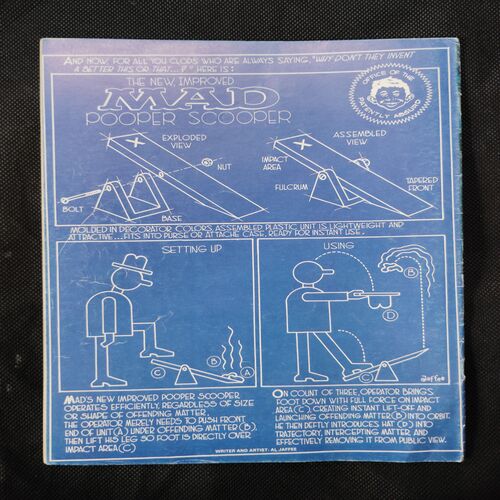 AND NOW, FOR ALL YOU CLODS WHO ARE ALWAYS SAYING, "WHY DON'T THEY INVENT
A BETTER THIS OR THAT...?" HERE IS:
THE NEW, IMPROVED
MAD
POOPER SCOOPER
OFFICE OF THE
PATENTLY ABSURD
EXPLODED
VIEW
NUT
BOLT
BASE
ASSEMBLED
VIEW
IMPACT
AREA
FULCRUM
TAPERED
FRONT
MOLDED IN DECORATOR COLORS, ASSEMBLED, PLASTIC UNIT IS LIGHTWEIGHT AND
ATTRACTIVE...FITS INTO PURSE OR ATTACHE CASE, READY FOR INSTANT USE.
SETTING UP
C
B
A
MAD'S NEW IMPROVED POOPER SCOOPER
OPERATES EFFICIENTLY, REGARDLESS OF SIZE
OR SHAPE OF OFFENDING MATTER.
THE OPERATOR MERELY NEEDS TO PUSH FRONT
END OF UNIT (A) UNDER OFFENDING MATTER (B),
THEN LIFT HIS LEG SO FOOT IS DIRECTLY OVER
IMPACT AREA (C)
USING
B
D
C
ON COUNT OF THREE, OPERATOR BRINGS
FOOT DOWN WITH FULL FORCE ON IMPACT
AREA (C), CREATING INSTANT LIFT-OFF AND
LAUNCHING OFFENDING MATTER (B) INTO ORBIT.
HE THEN DEFTLY INTRODUCES HAT (D) INTO
TRAJECTORY, INTERCEPTING MATTER, AND
EFFECTIVELY REMOVING IT FROM PUBLIC VIEW.
WRITER AND ARTIST: AL JAFFEE